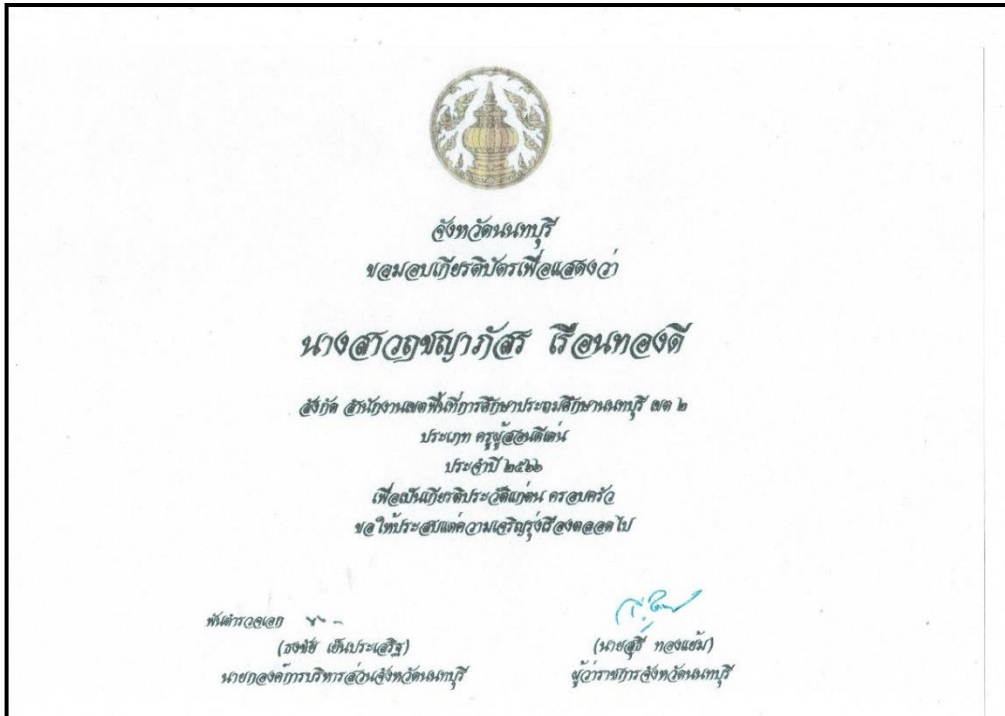 จังหวัดนนทบุรี
ขอมอบเกียรติบัตรเพื่อแสดงว่า
นางสาวฤชญาภัสร เรือนทองดี
สังกัด สำนักงานเขตพื้นที่การศึกษาประถมศึกษานนทบุรี เขต ๒
ประเภท ครูผู้สอนดีเด่น
ประจำปี ๒๕๖๒
เพื่อเป็นเกียรติประวัติแก่ตน ครอบครัว
ขอให้ประสบแต่ความเจริญรุ่งเรืองตลอดไป
พันตำรวจเอก
(ธงชัย เย็นประเสริฐ)
นายกองค์การบริหารส่วนจังหวัดนนทบุรี
(นายสุธี ทองแย้ม)
ผู้ว่าราชการจังหวัดนนทบุรี